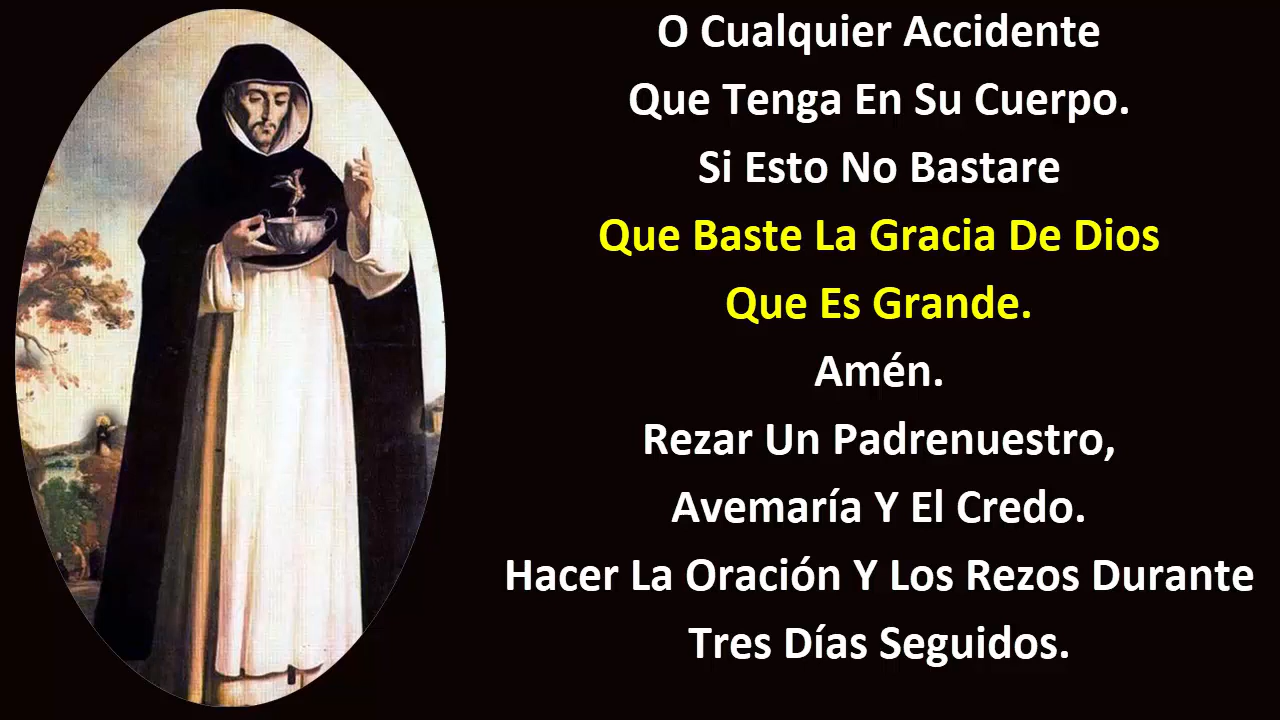 O Cualquier Accidente
Que Tenga En Su Cuerpo.
Si Esto No Bastare
Que Baste La Gracia De Dios
Que Es Grande.
Amén.
Rezar Un Padrenuestro,
Avemaría Y El Credo.
Hacer La Oración Y Los Rezos Durante
Tres Días Seguidos.